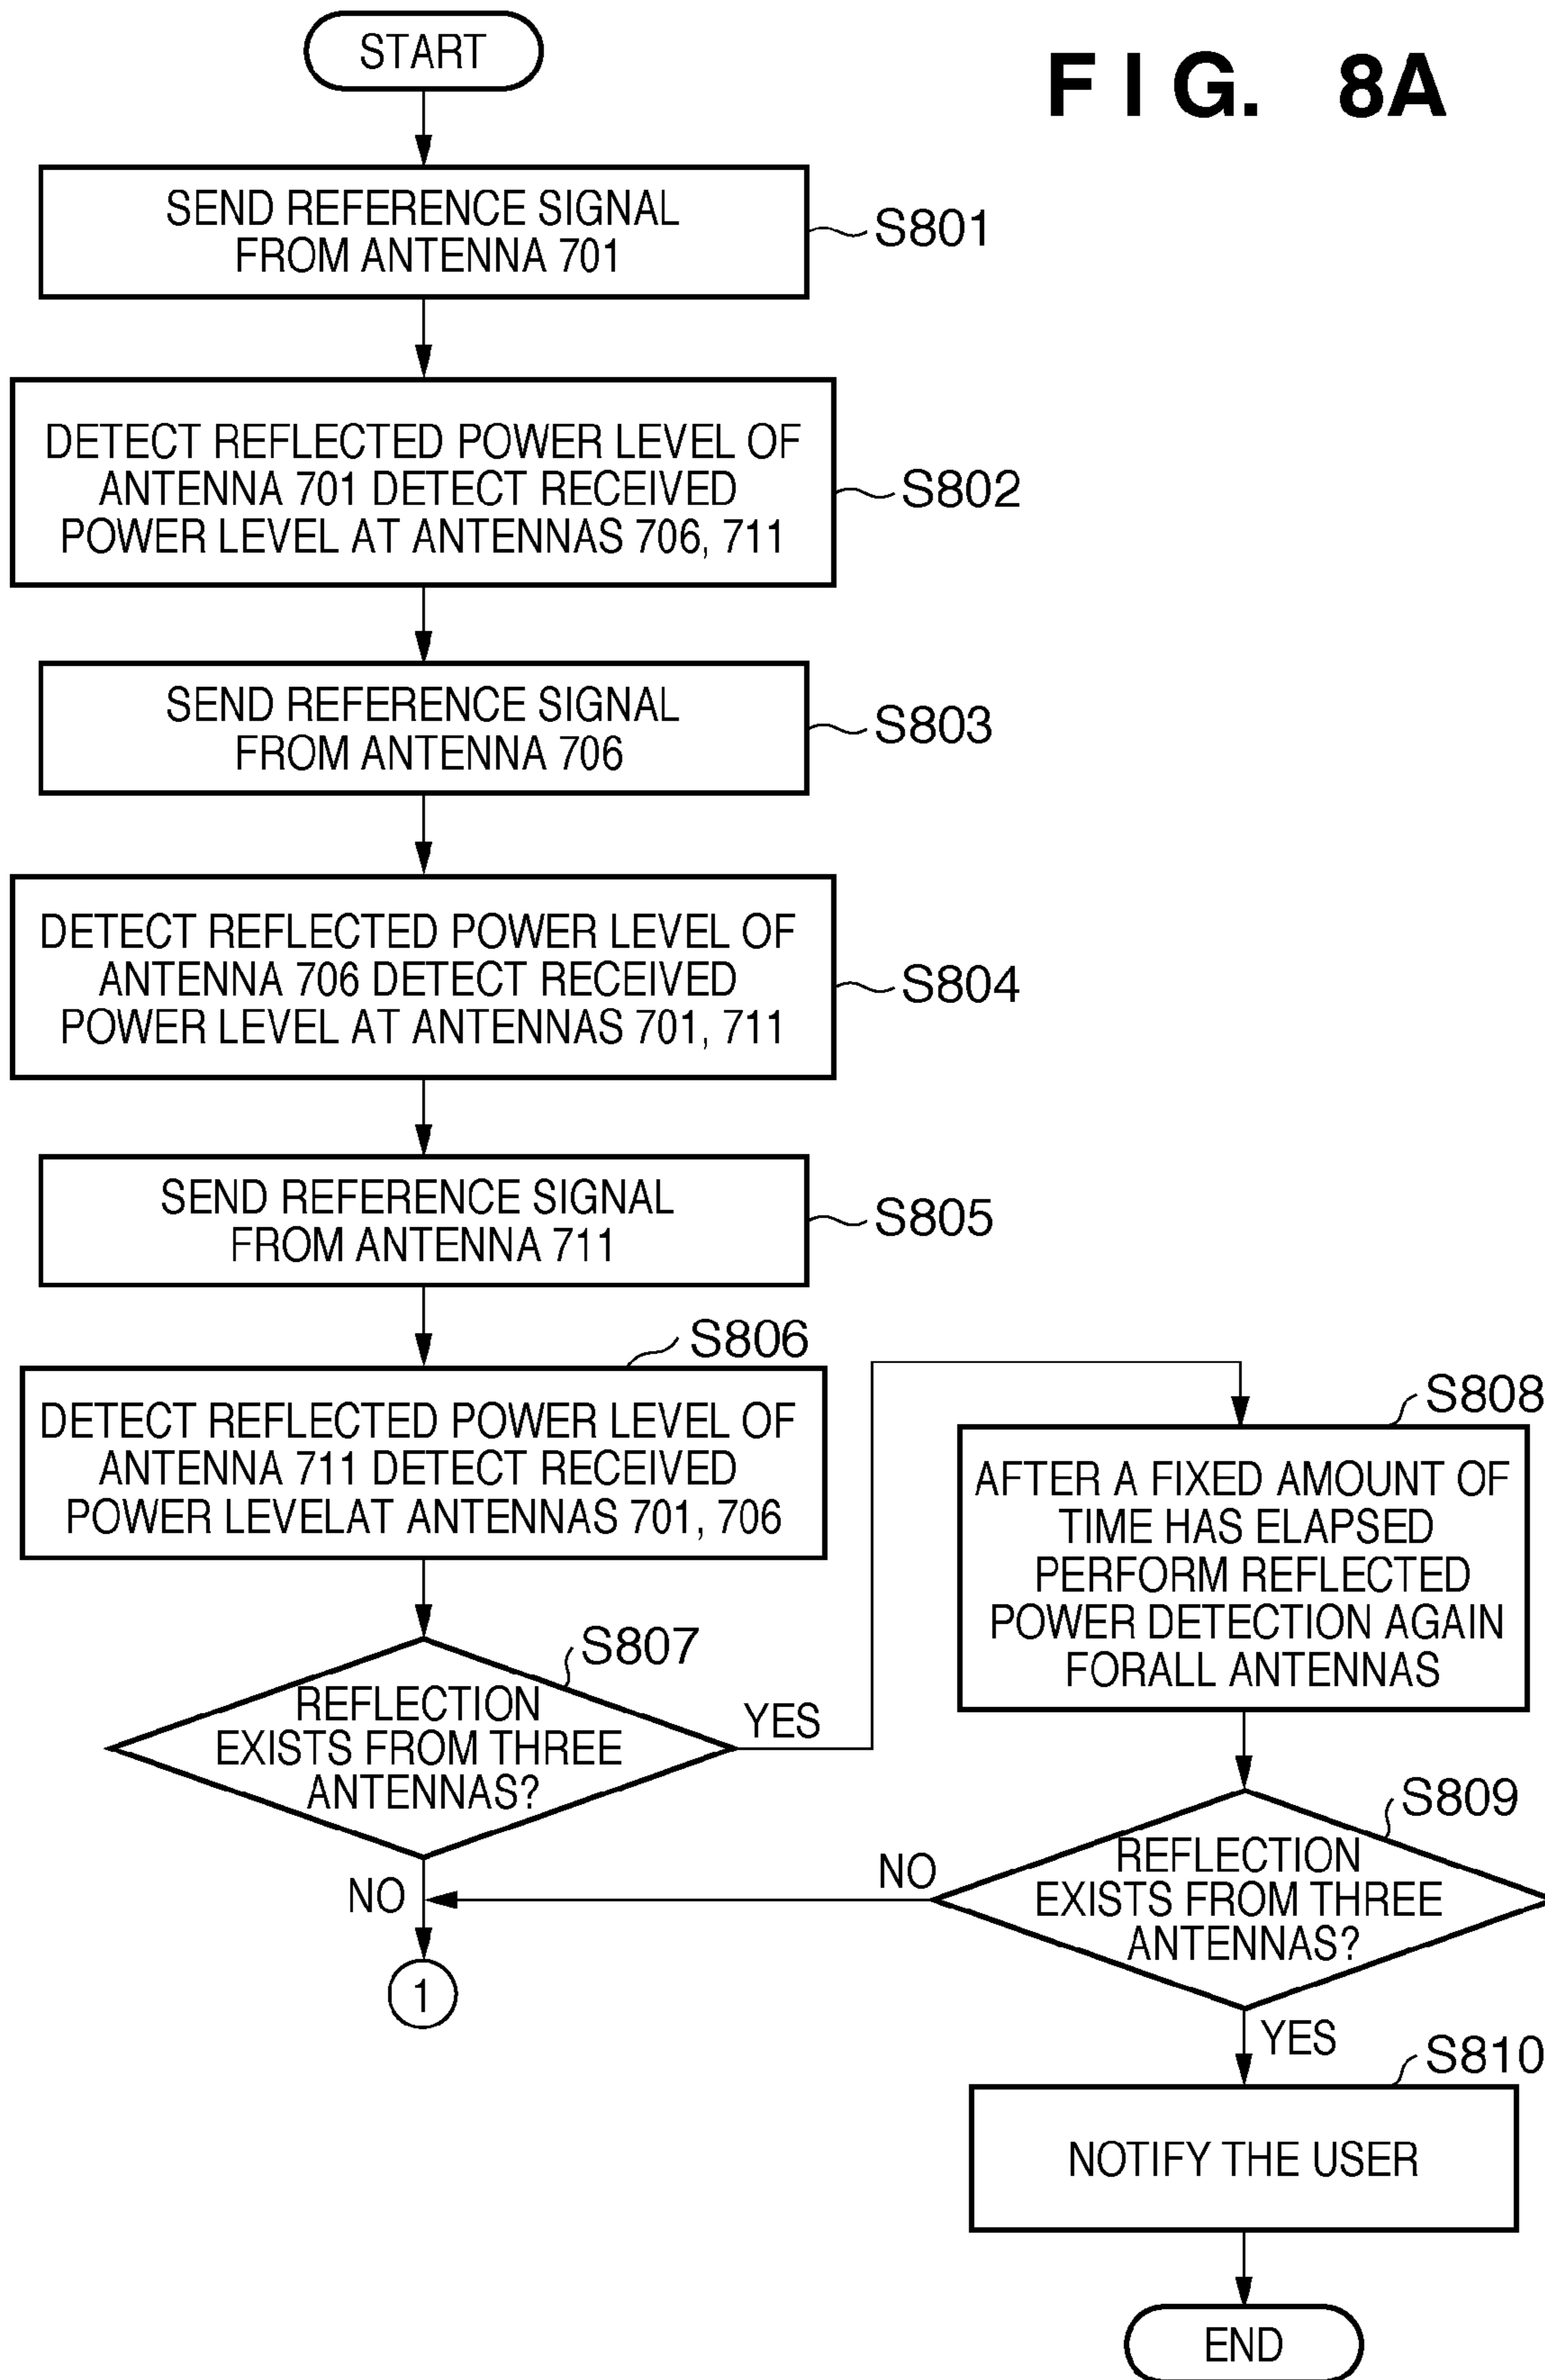 START
FIG. 8A
SEND REFERENCE SIGNAL
FROM ANTENNA 701
S801
DETECT REFLECTED POWER LEVEL OF
ANTENNA 701 DETECT RECEIVED
POWER LEVEL AT ANTENNAS 706, 711
S802
SEND REFERENCE SIGNAL
FROM ANTENNA 706
S803
DETECT REFLECTED POWER LEVEL OF
ANTENNA 706 DETECT RECEIVED
POWER LEVEL AT ANTENNAS 701, 711
S804
SEND REFERENCE SIGNAL
FROM ANTENNA 711
S805
S806
DETECT REFLECTED POWER LEVEL OF
ANTENNA 711 DETECT RECEIVED
POWER LEVELAT ANTENNAS 701, 706
S807
REFLECTION
EXISTS FROM THREE
ANTENNAS?
YES
NO
1
S808
AFTER A FIXED AMOUNT OF
TIME HAS ELAPSED
PERFORM REFLECTED
POWER DETECTION AGAIN
FORALL ANTENNAS
S809
REFLECTION
EXISTS FROM THREE
ANTENNAS?
NO
YES
S810
NOTIFY THE USER
END